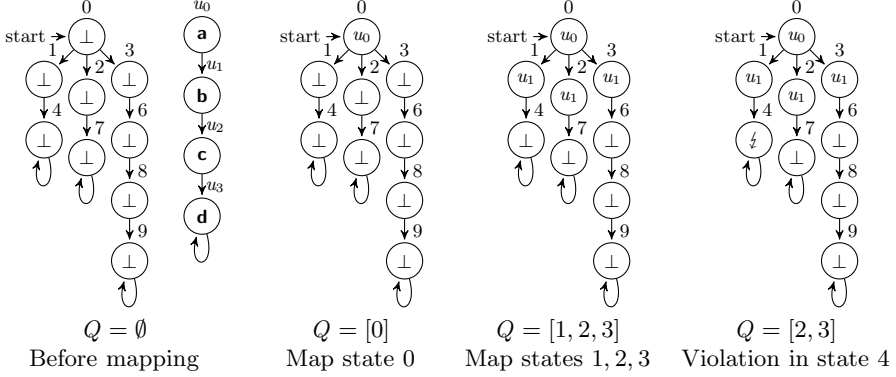 0 u₀ 0 0 0
start ⊥ a start u₀ start u₀ start u₀
1 3 1 3 1 3 1 3
⊥ 2 ⊥ u₁ ⊥ 2 ⊥ u₁ 2 u₁ u₁ 2 u₁
⊥ b ⊥ u₁ u₁
4 6 u₂ 4 6 4 6 4 6
⊥ 7 ⊥ ⊥ 7 ⊥ ⊥ 7 ⊥ ↯ 7 ⊥
⊥ c ⊥ ⊥ ⊥
8 u₃ 8 8 8
⊥ d ⊥ ⊥ ⊥
9 9 9 9
⊥ ⊥ ⊥ ⊥
Q = ∅ Q = [0] Q = [1, 2, 3] Q = [2, 3]
Before mapping Map state 0 Map states 1, 2, 3 Violation in state 4